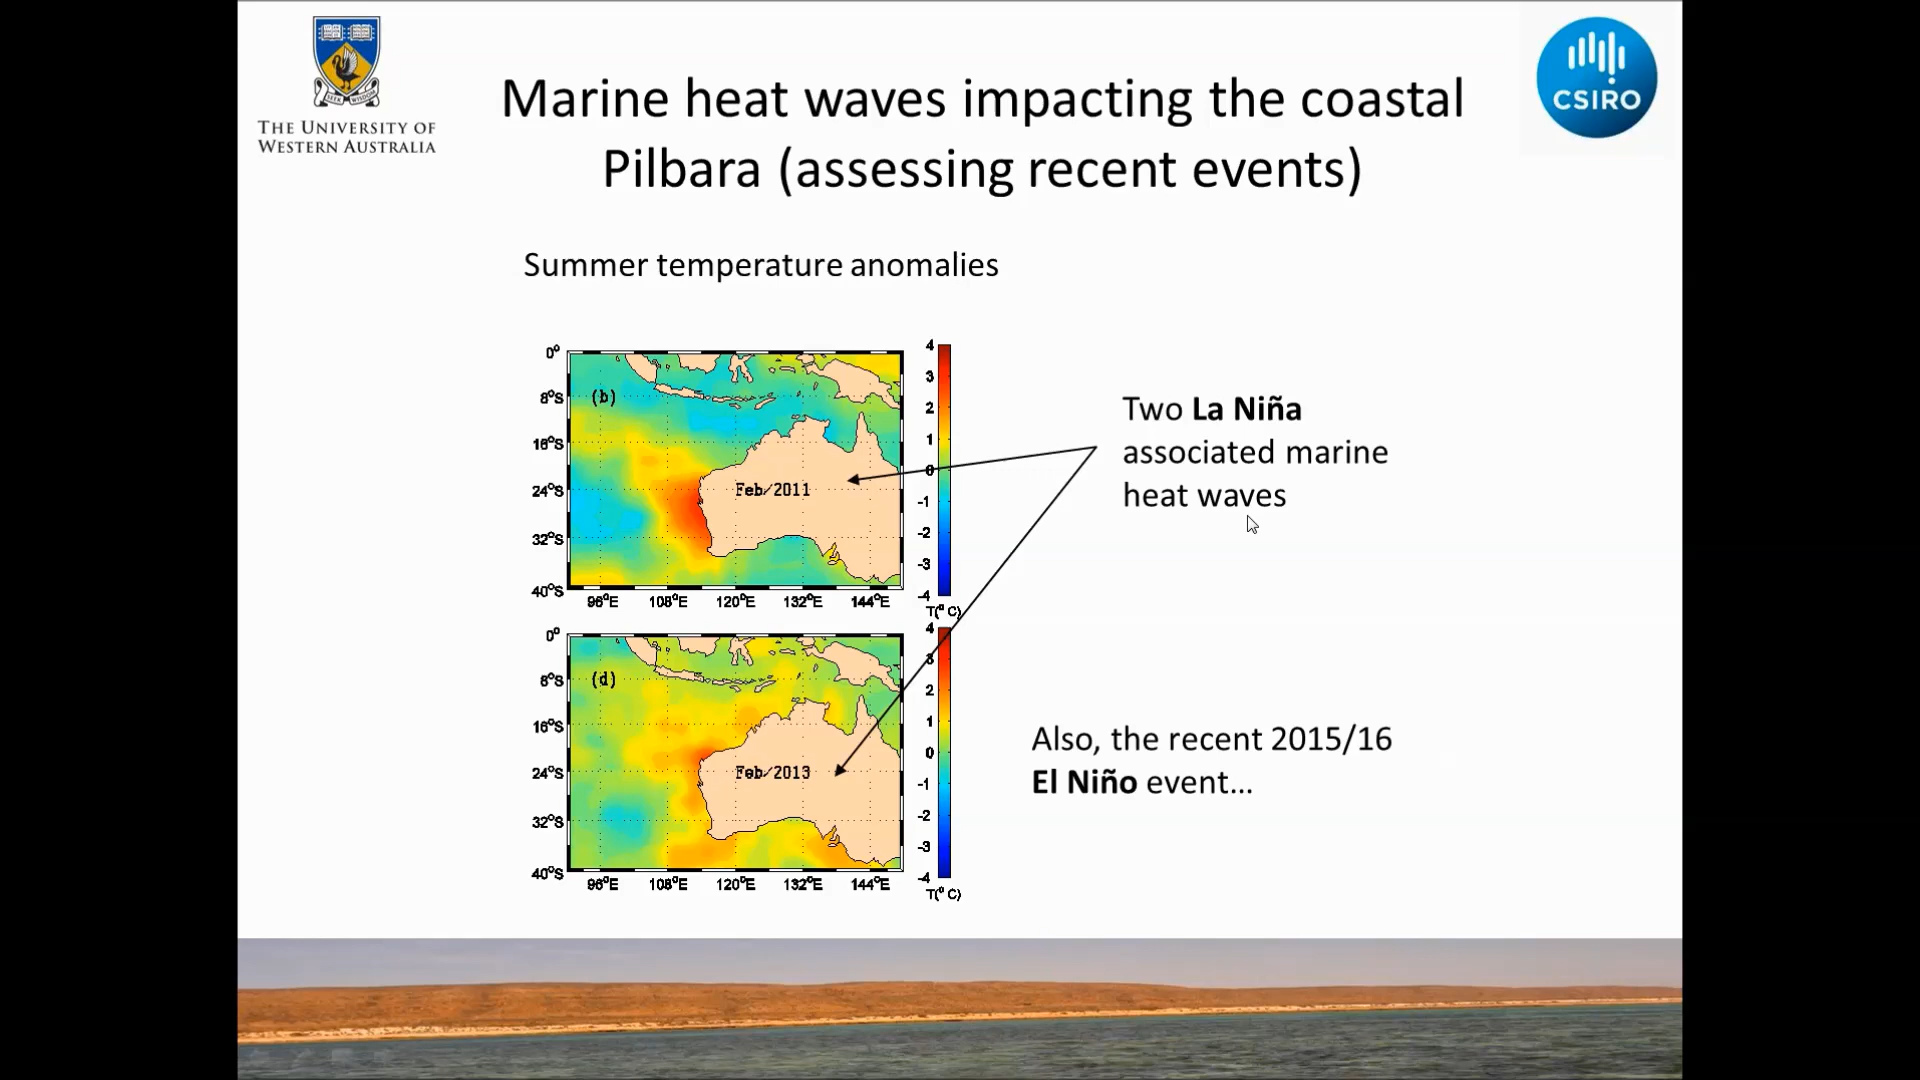 THE UNIVERSITY OF
WESTERN AUSTRALIA
CSIRO
Marine heat waves impacting the coastal
Pilbara (assessing recent events)
Summer temperature anomalies
0°
8°S
16°S
24°S
32°S
40°S
(b)
Feb/2011
96°E 108°E 120°E 132°E 144°E
4
3
2
1
0
-1
-2
-3
-4
T(°C)
Two La Niña
associated marine
heat waves
0°
8°S
16°S
24°S
32°S
40°S
(d)
Feb/2013
96°E 108°E 120°E 132°E 144°E
4
3
2
1
0
-1
-2
-3
-4
T(°C)
Also, the recent 2015/16
El Niño event...